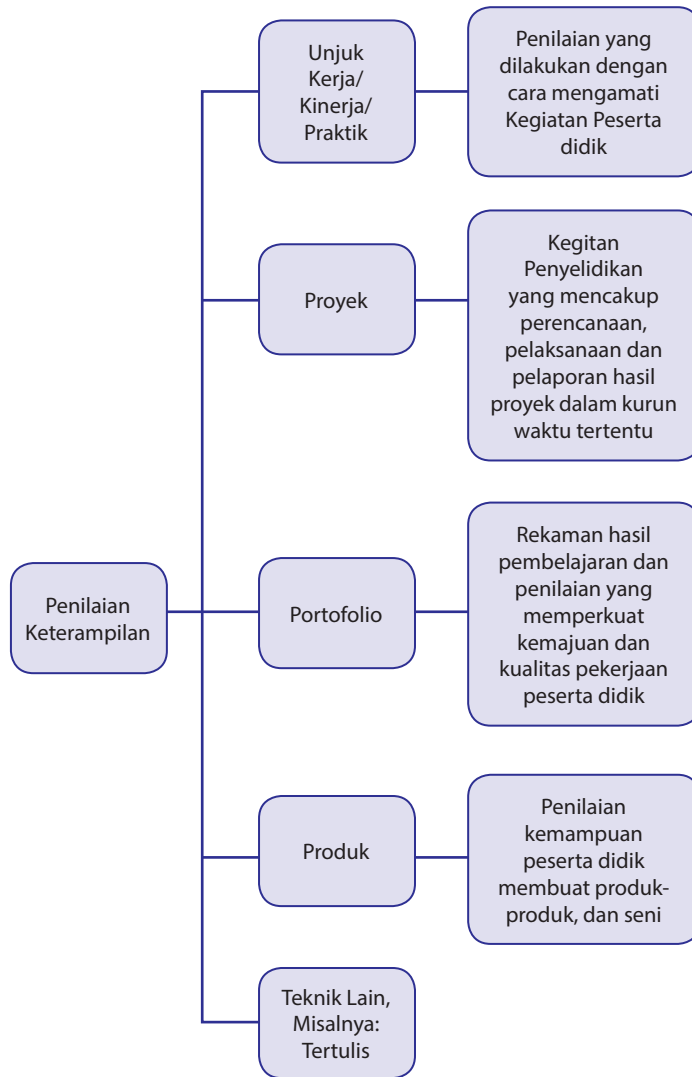 Unjuk
Kerja/
Kinerja/
Praktik
Penilaian yang
dilakukan dengan
cara mengamati
Kegiatan Peserta
didik
Proyek
Kegitan
Penyelidikan
yang mencakup
perencanaan,
pelaksanaan dan
pelaporan hasil
proyek dalam kurun
waktu tertentu
Penilaian
Keterampilan
Portofolio
Rekaman hasil
pembelajaran dan
penilaian yang
memperkuat
kemajuan dan
kualitas pekerjaan
peserta didik
Produk
Penilaian
kemampuan
peserta didik
membuat produk-
produk, dan seni
Teknik Lain,
Misalnya:
Tertulis